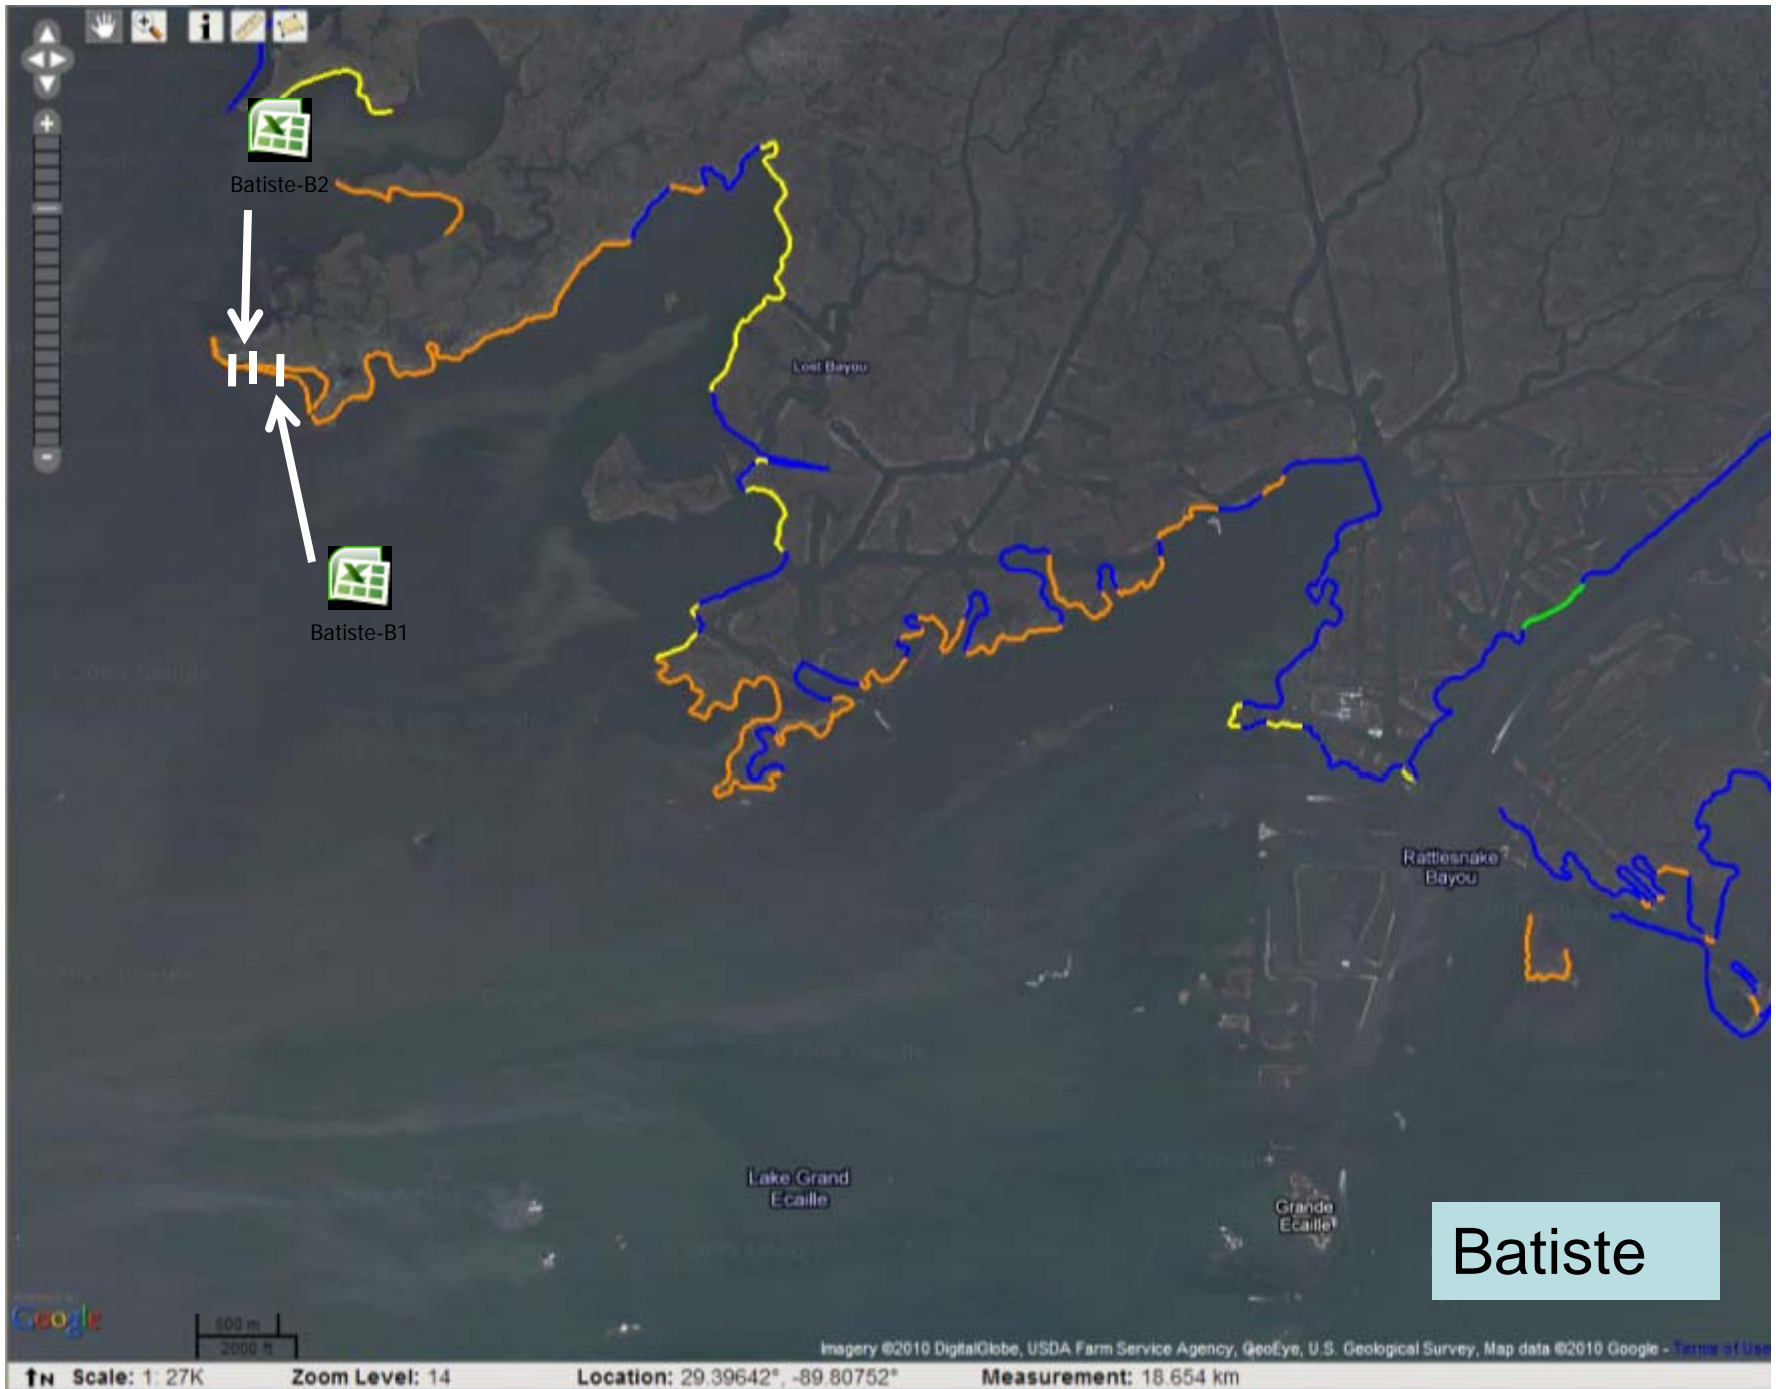 Batiste-B2
Lost Bayou
Batiste-B1
Rattlesnake
Bayou
Lake Grand
Ecaille
Grande
Ecaille
Batiste
Google
600 m
2000 ft
Imagery ©2010 DigitalGlobe, USDA Farm Service Agency, GeoEye, U.S. Geological Survey, Map data ©2010 Google - Terms of Use
N Scale: 1: 27K Zoom Level: 14 Location: 29.39642°, -89.80752° Measurement: 18.654 km